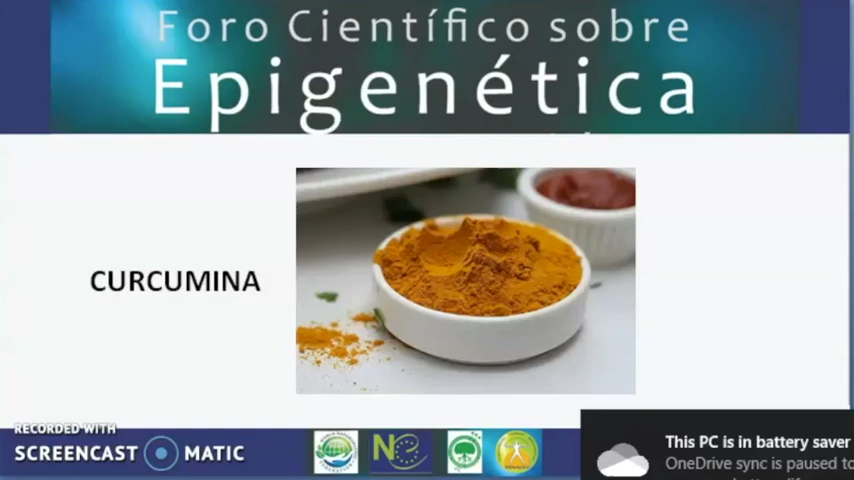 Foro Científico sobre
Epigenética
CURCUMINA
RECORDED WITH
SCREENCAST MATIC
Ne
This PC is in battery saver
OneDrive sync is paused to